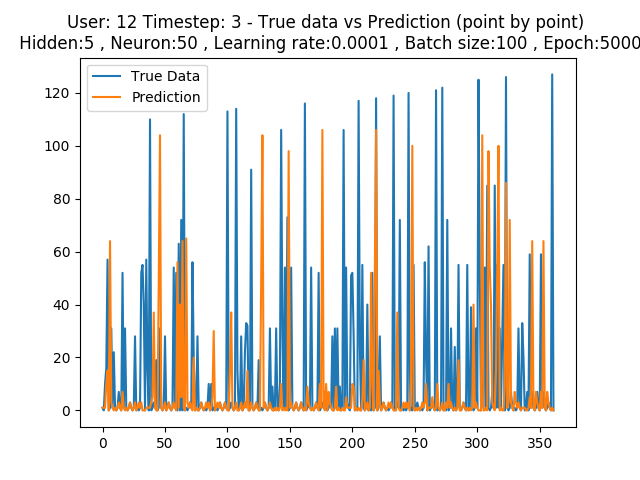 User: 12 Timestep: 3 - True data vs Prediction (point by point)
Hidden:5 , Neuron:50 , Learning rate:0.0001 , Batch size:100 , Epoch:5000
True Data
Prediction
120
100
80
60
40
20
0
0 50 100 150 200 250 300 350